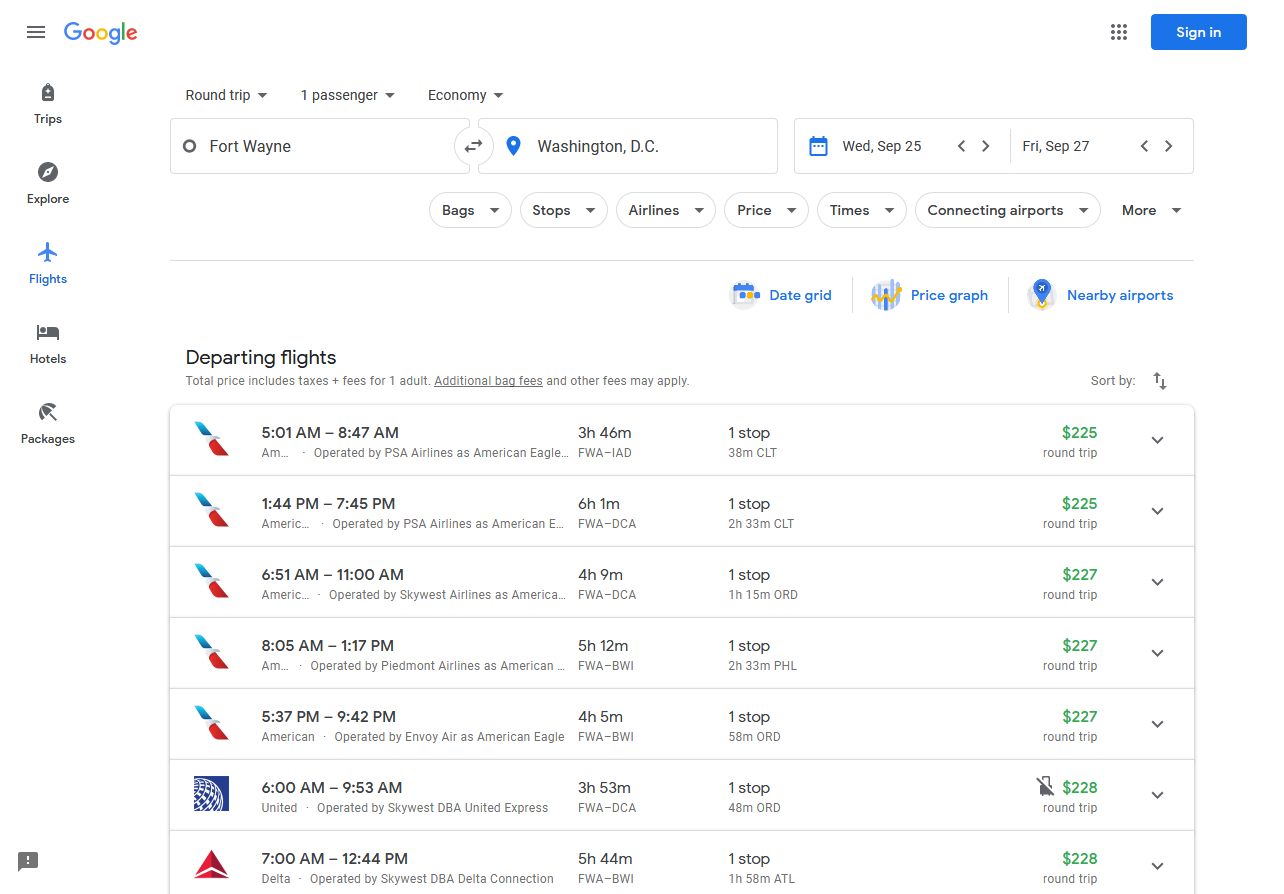 Google
Sign in
Trips
Explore
Flights
Hotels
Packages
Round trip 1 passenger Economy
Fort Wayne Washington, D.C. Wed, Sep 25 Fri, Sep 27
Bags Stops Airlines Price Times Connecting airports More
Date grid Price graph Nearby airports
Departing flights
Total price includes taxes + fees for 1 adult. Additional bag fees and other fees may apply. Sort by:
5:01 AM – 8:47 AM 3h 46m 1 stop $225
Am... · Operated by PSA Airlines as American Eagle... FWA–IAD 38m CLT round trip
1:44 PM – 7:45 PM 6h 1m 1 stop $225
Americ... · Operated by PSA Airlines as American E... FWA–DCA 2h 33m CLT round trip
6:51 AM – 11:00 AM 4h 9m 1 stop $227
Americ... · Operated by Skywest Airlines as America... FWA–DCA 1h 15m ORD round trip
8:05 AM – 1:17 PM 5h 12m 1 stop $227
Am... · Operated by Piedmont Airlines as American ... FWA–BWI 2h 33m PHL round trip
5:37 PM – 9:42 PM 4h 5m 1 stop $227
American · Operated by Envoy Air as American Eagle FWA–BWI 58m ORD round trip
6:00 AM – 9:53 AM 3h 53m 1 stop $228
United · Operated by Skywest DBA United Express FWA–DCA 48m ORD round trip
7:00 AM – 12:44 PM 5h 44m 1 stop $228
Delta · Operated by Skywest DBA Delta Connection FWA–BWI 1h 58m ATL round trip